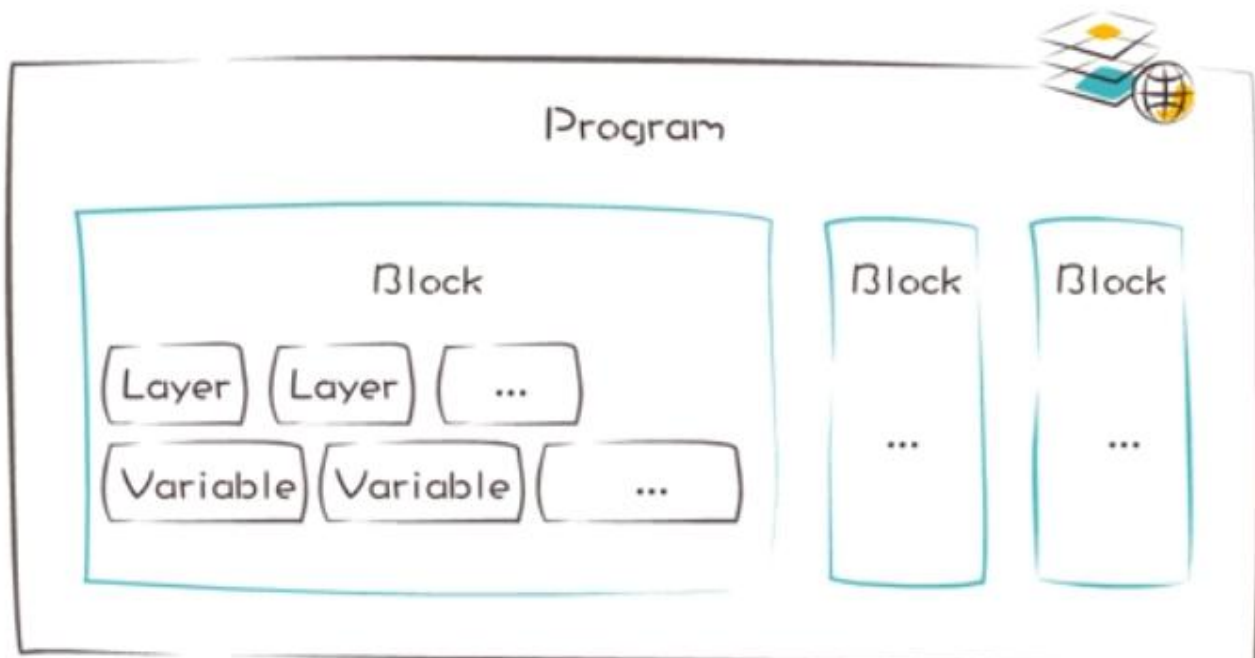 Program
Block
Block
Block
Layer
Layer
...
Variable
Variable
...
...
...